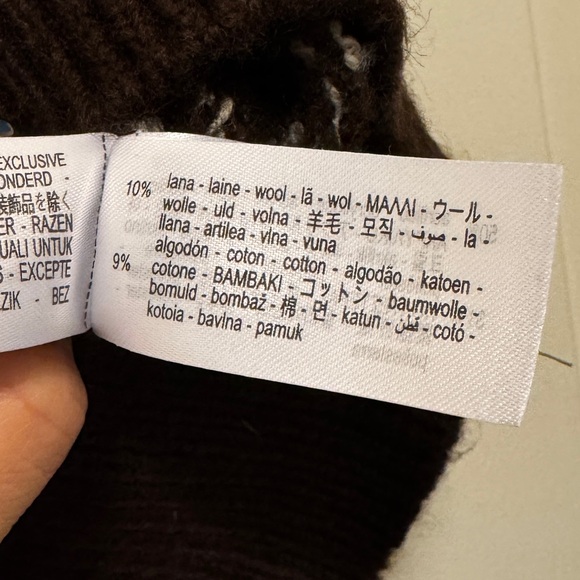 EXCLUSIVE
ONDERD -
装飾品を除く
ER - RAZEN
UALI UNTUK
S - EXCEPTE
ZIK - BEZ
10% lana - laine - wool - lã - wol - ΜΑΛΛΙ - ウール -
wolle - uld - volna - 羊毛 - 모직 - صوف - la -
llana - artilea - vlna - vuna
9% algodón - coton - cotton - algodão - katoen -
cotone - BAMBAKI - コットン - baumwolle -
bomuld - bombaž - 棉 - 면 - katun - قطن - cotó -
kotoia - bavlna - pamuk